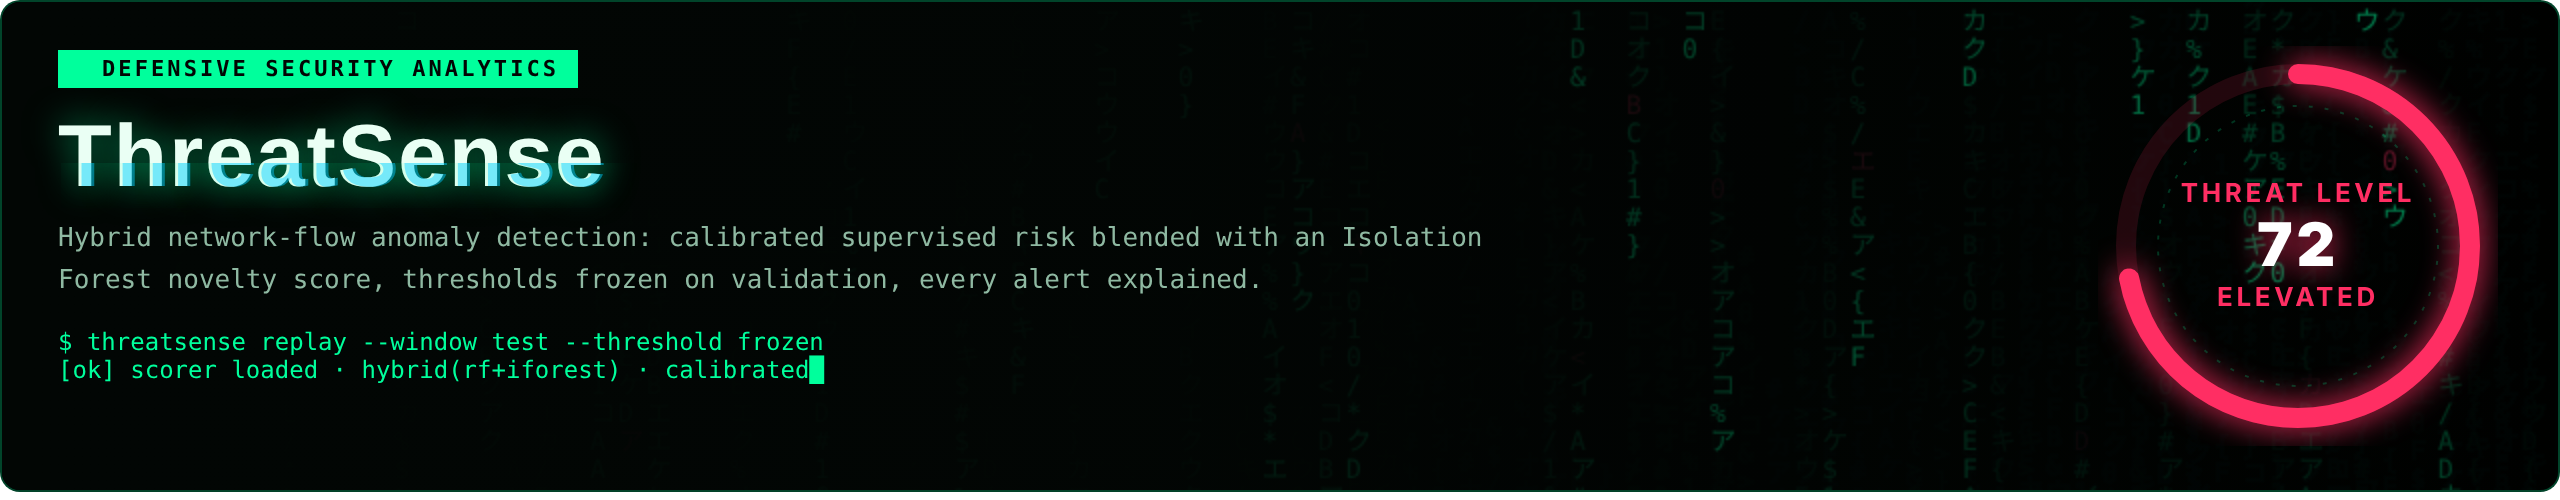 DEFENSIVE SECURITY ANALYTICS
ThreatSense
Hybrid network-flow anomaly detection: calibrated supervised risk blended with an Isolation
Forest novelty score, thresholds frozen on validation, every alert explained.
$ threatsense replay --window test --threshold frozen
[ok] scorer loaded · hybrid(rf+iforest) · calibrated
THREAT LEVEL
72
ELEVATED